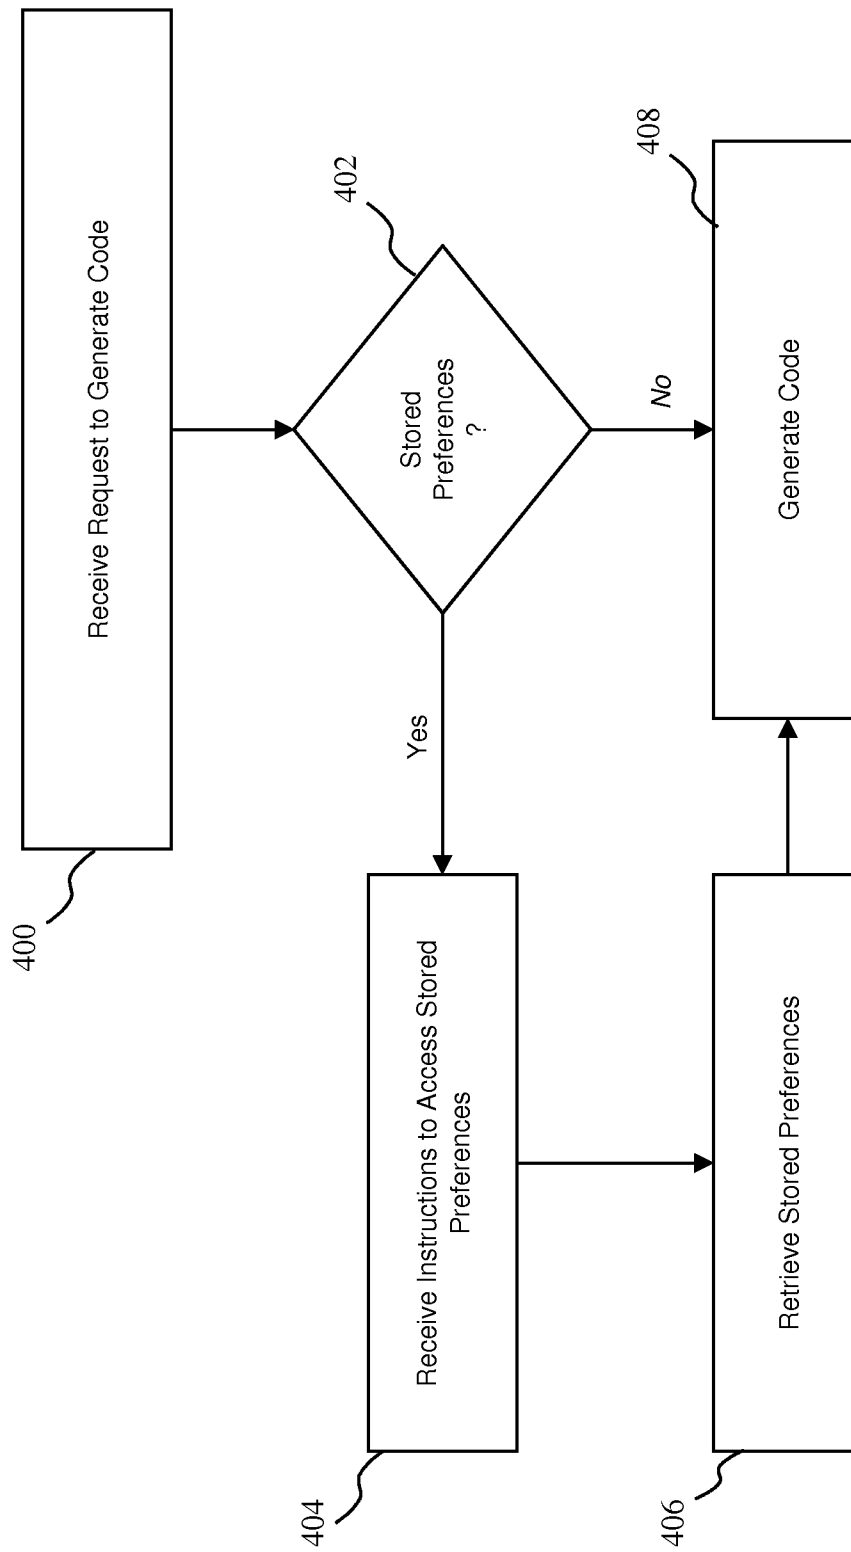 400
Receive Request to Generate Code
402
Stored
Preferences
?
Yes
No
404
Receive Instructions to Access Stored
Preferences
406
Retrieve Stored Preferences
408
Generate Code